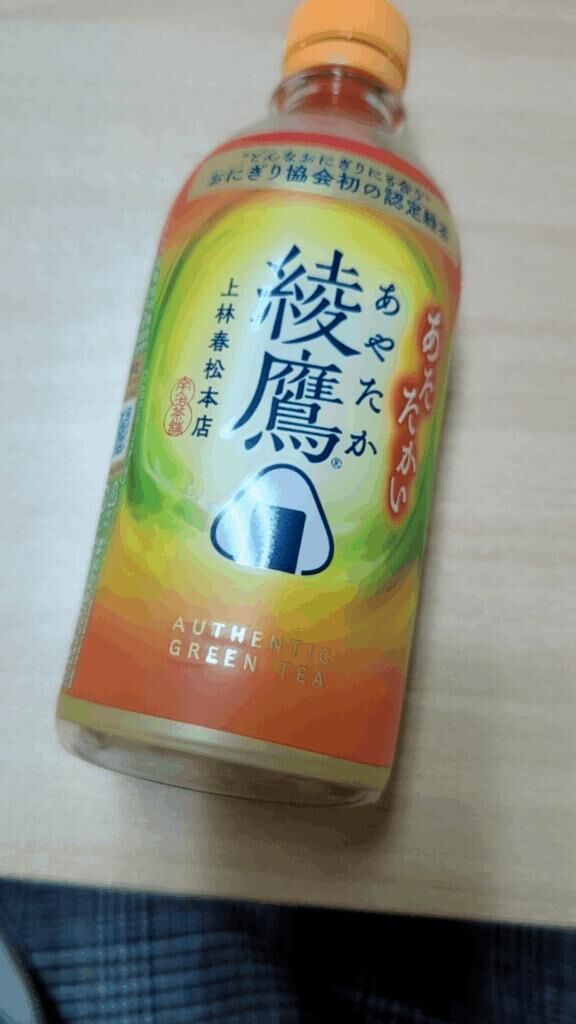 "どんなおにぎりにも合う"
おにぎり協会初の認定緑茶
あたたかい
あやたか
綾鷹®
上林春松本店
宇治茶舗
AUTHENTIC
GREEN TEA